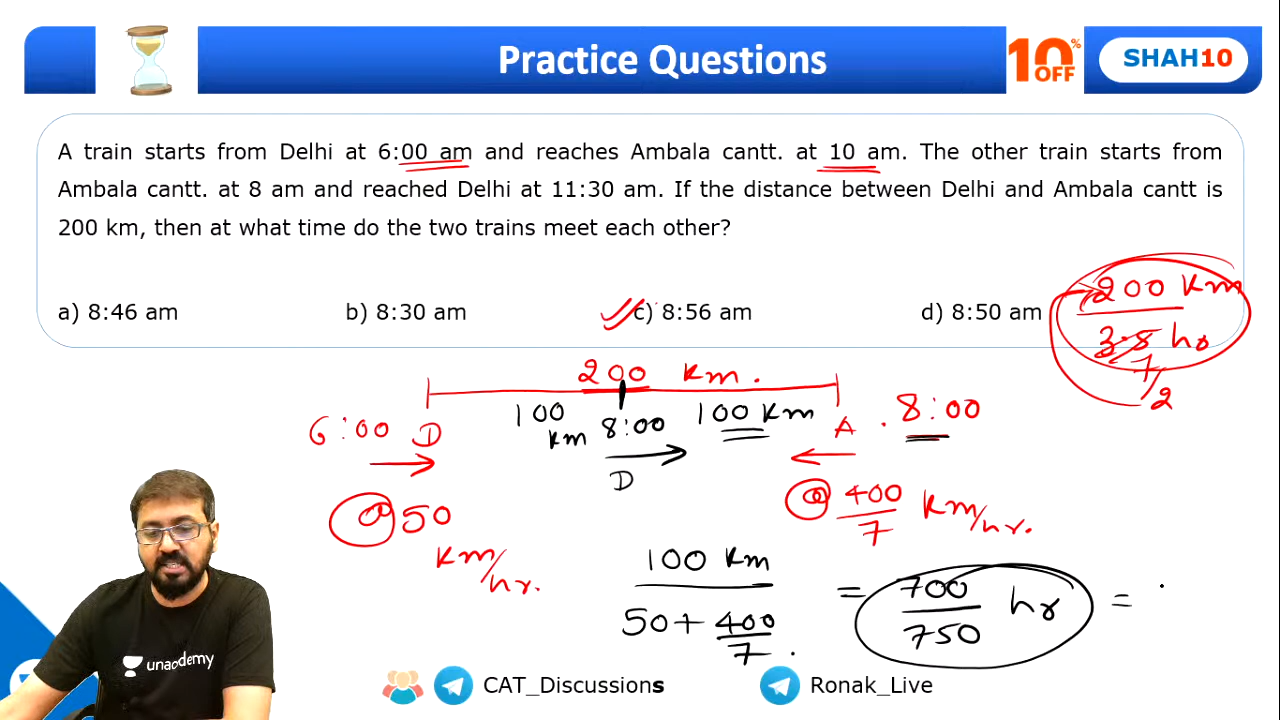 Practice Questions
10% OFF
SHAH10
A train starts from Delhi at 6:00 am and reaches Ambala cantt. at 10 am. The other train starts from
Ambala cantt. at 8 am and reached Delhi at 11:30 am. If the distance between Delhi and Ambala cantt is
200 km, then at what time do the two trains meet each other?
a) 8:46 am b) 8:30 am c) 8:56 am d) 8:50 am
200 km
3.5 hr
7/2
200 km.
100 km 8:00 100 km
6:00 D A . 8:00
D
@ 50 km/hr.
@ 400/7 km/hr.
100 km
50 + 400/7 .
= 700/750 hr =
unacademy
CAT_Discussions
Ronak_Live